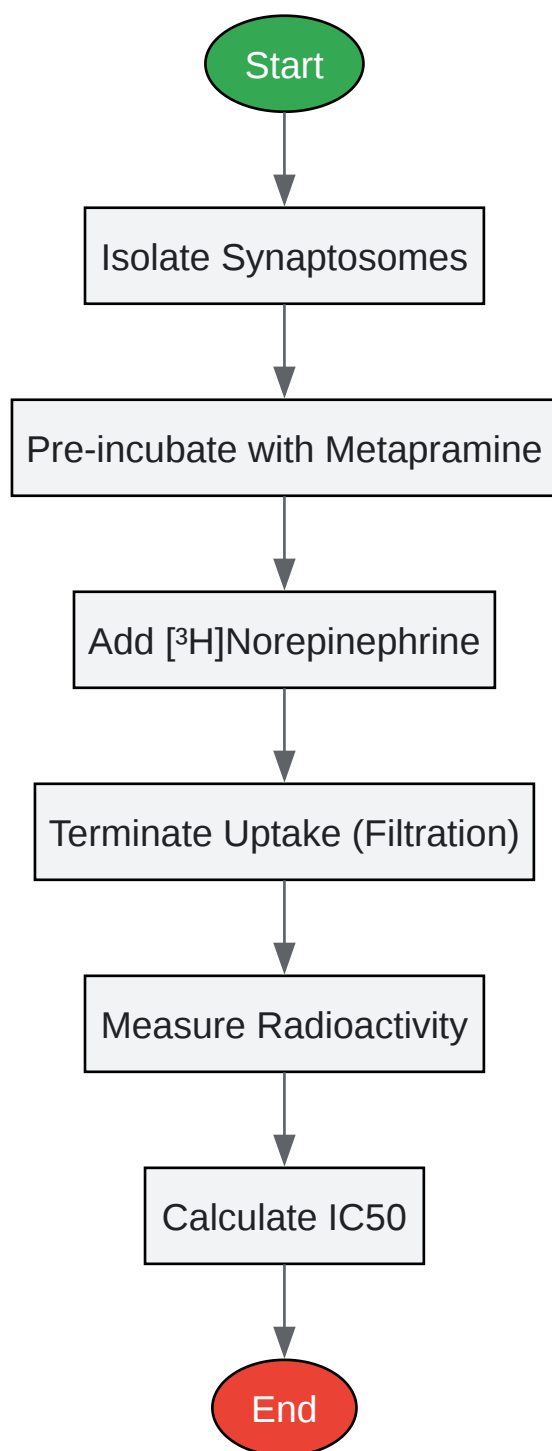 Start
Isolate Synaptosomes
Pre-incubate with Metapramine
Add [³H]Norepinephrine
Terminate Uptake (Filtration)
Measure Radioactivity
Calculate IC50
End